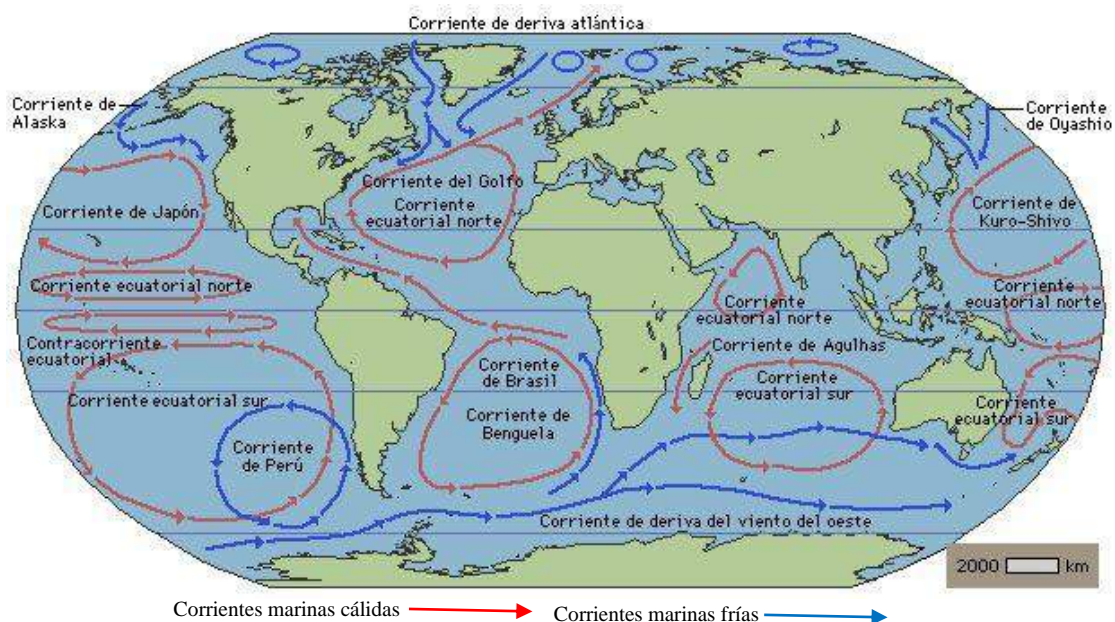 Corriente de deriva atlántica
Corriente de
Alaska
Corriente
de Oyashio
Corriente del Golfo
Corriente
ecuatorial norte
Corriente de Japón
Corriente de
Kuro-Shivo
Corriente ecuatorial norte
Corriente
ecuatorial norte
Corriente
ecuatorial norte
Contracorriente
ecuatorial
Corriente de Agulhas
Corriente
de Brasil
Corriente
ecuatorial sur
Corriente ecuatorial sur
Corriente
ecuatorial sur
Corriente de
Benguela
Corriente
de Perú
Corriente de deriva del viento del oeste
2000 km
Corrientes marinas cálidas
Corrientes marinas frías